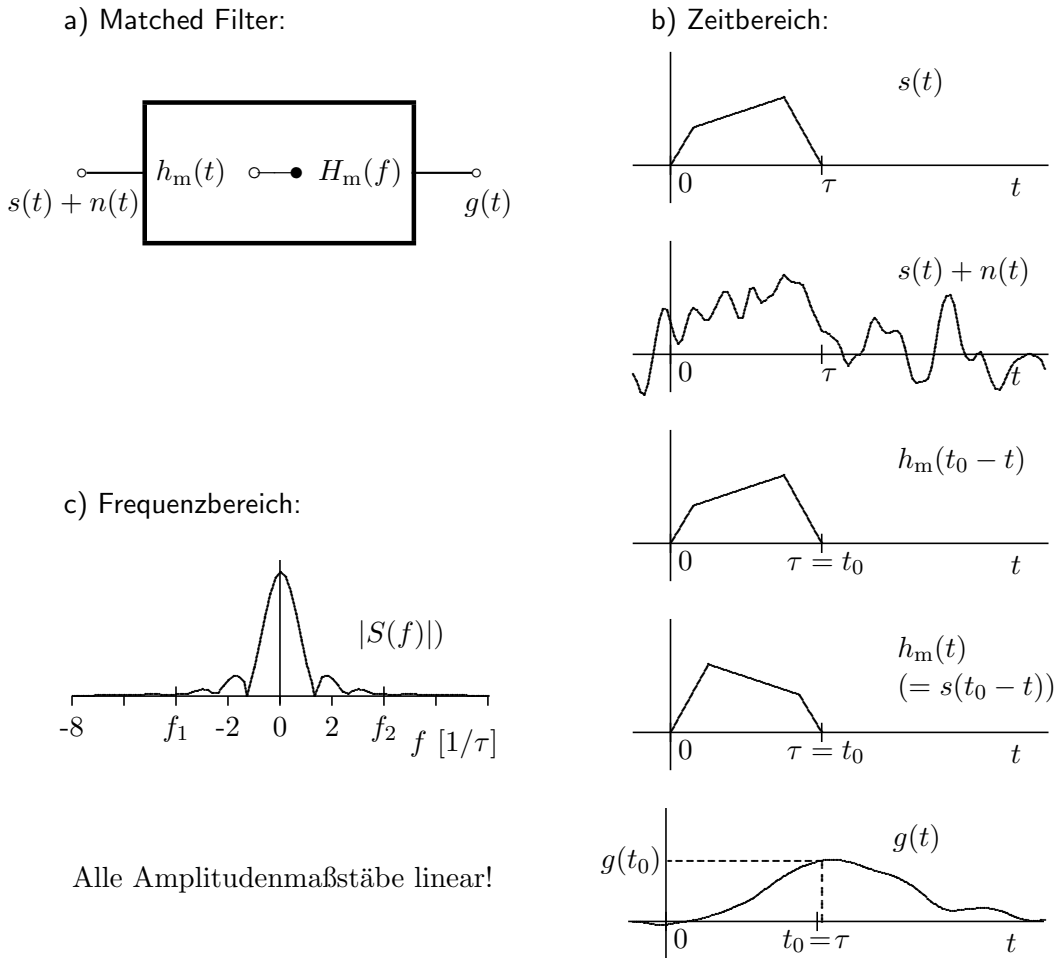 a) Matched Filter:
h_m(t)
H_m(f)
s(t) + n(t)
g(t)
b) Zeitbereich:
s(t)
0
τ
t
s(t) + n(t)
0
τ
t
h_m(t_0 − t)
0
τ = t_0
t
h_m(t)
(= s(t_0 − t))
0
τ = t_0
t
g(t)
g(t_0)
0
t_0 = τ
t
c) Frequenzbereich:
|S(f)|)
-8
f_1
-2
0
2
f_2
f [1/τ]
Alle Amplitudenmaßstäbe linear!